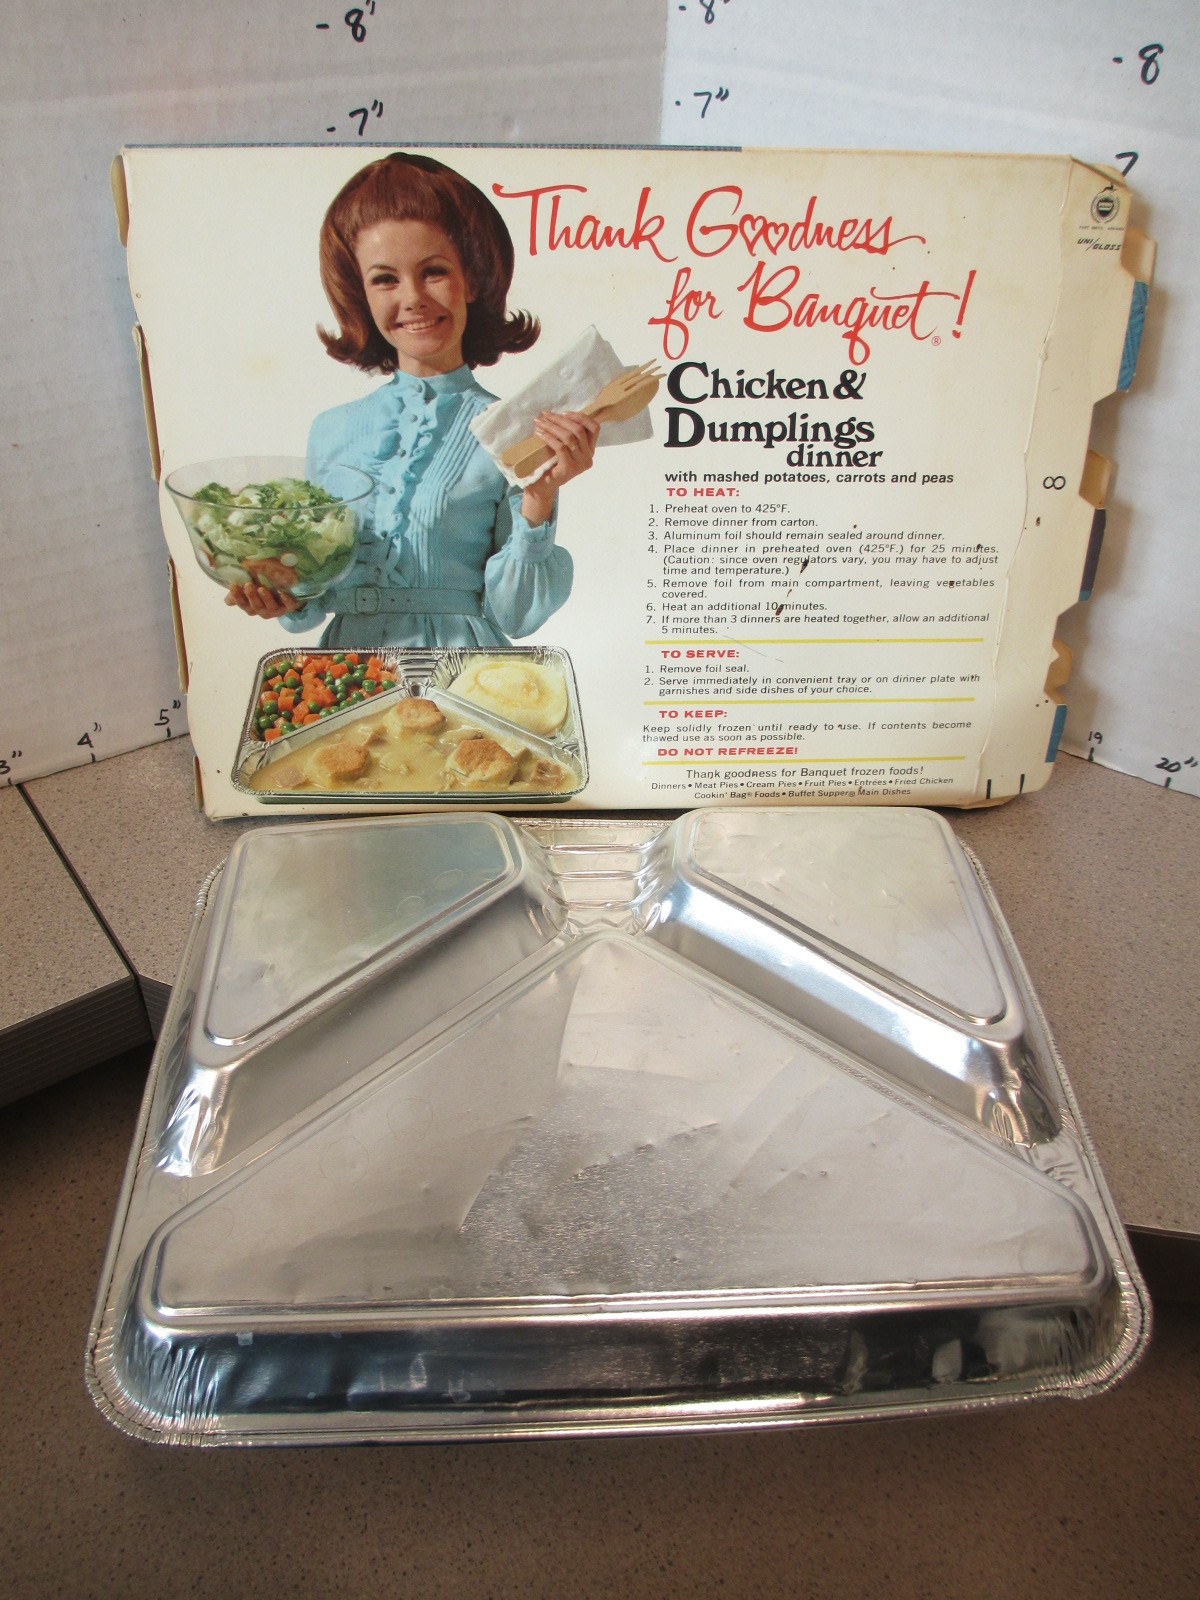 - 8"
- 8"
- 8
- 7"
- 7"
7
Thank Goodness
for Banquet!
®
UNI/GLOSS
Chicken &
Dumplings
dinner
with mashed potatoes, carrots and peas
TO HEAT:
1. Preheat oven to 425°F.
2. Remove dinner from carton.
3. Aluminum foil should remain sealed around dinner.
4. Place dinner in preheated oven (425°F.) for 25 minutes.
(Caution: since oven regulators vary, you may have to adjust
time and temperature.)
5. Remove foil from main compartment, leaving vegetables
covered.
6. Heat an additional 10 minutes.
7. If more than 3 dinners are heated together, allow an additional
5 minutes.
TO SERVE:
1. Remove foil seal.
2. Serve immediately in convenient tray or on dinner plate with
garnishes and side dishes of your choice.
TO KEEP:
Keep solidly frozen until ready to use. If contents become
thawed use as soon as possible.
DO NOT REFREEZE!
Thank goodness for Banquet frozen foods!
Dinners • Meat Pies • Cream Pies • Fruit Pies • Entrées • Fried Chicken
Cookin' Bag® Foods • Buffet Supper® Main Dishes
8
3"
4"
5"
19
20"